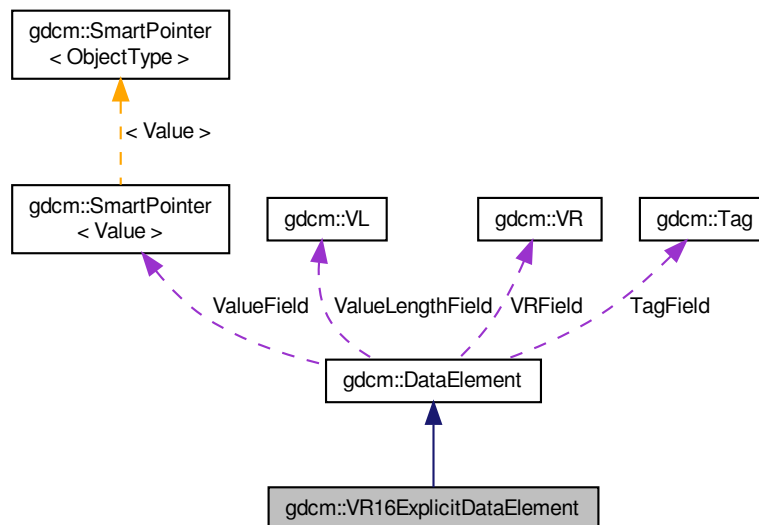 gdcm::SmartPointer
< ObjectType >
< Value >
gdcm::SmartPointer
< Value >
gdcm::VL
gdcm::VR
gdcm::Tag
ValueField
ValueLengthField
VRField
TagField
gdcm::DataElement
gdcm::VR16ExplicitDataElement